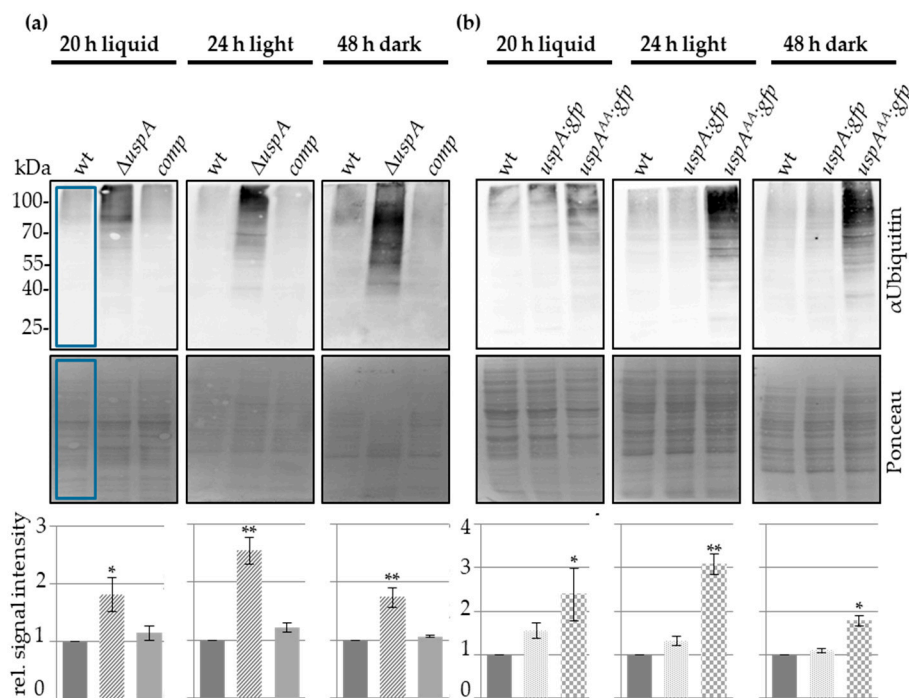 (a) (b)
20 h liquid 24 h light 48 dark 20 h liquid 24 h light 48 dark
wt ΔuspA comp wt ΔuspA comp wt ΔuspA comp wt uspA:gfp uspA^AA:gfp wt uspA:gfp uspA^AA:gfp wt uspA:gfp uspA^AA:gfp
kDa
100-
70-
55-
40-
25-
αUbiquitin
Ponceau
rel. signal intensity
3
2
1
0
* ** **
4
3
2
1
0
* ** *